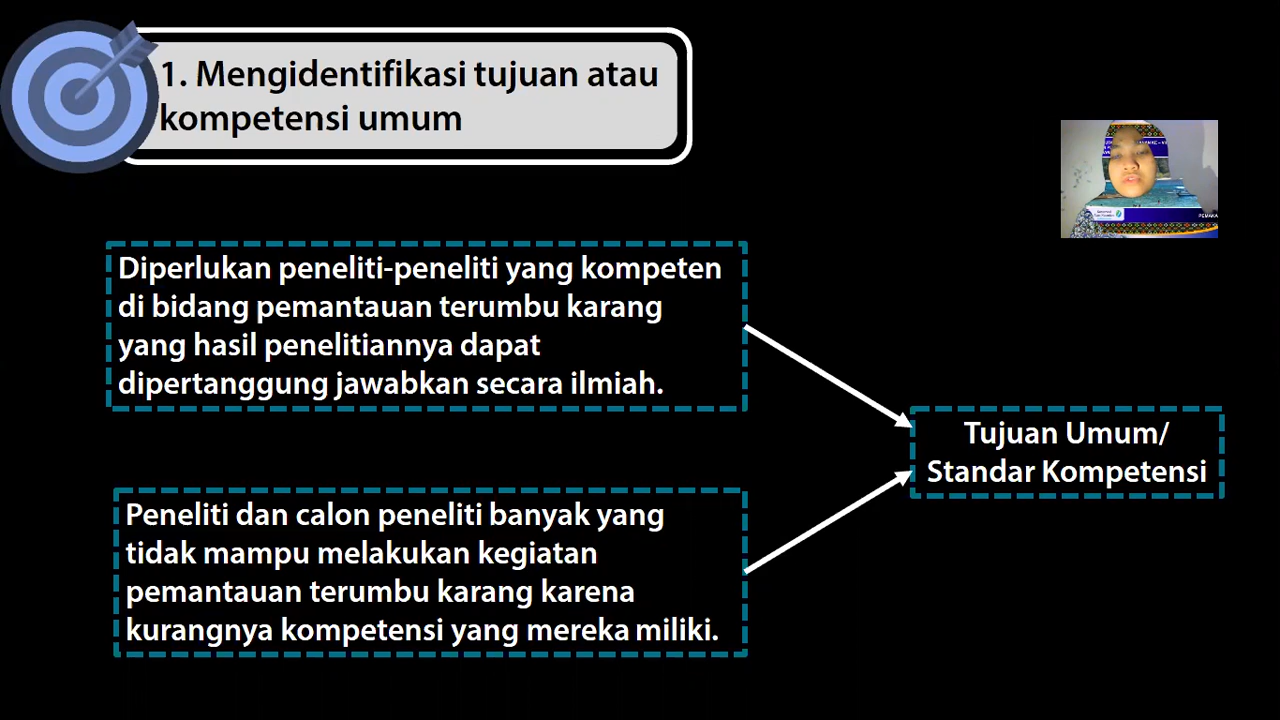 1. Mengidentifikasi tujuan atau
kompetensi umum
Diperlukan peneliti-peneliti yang kompeten
di bidang pemantauan terumbu karang
yang hasil penelitiannya dapat
dipertanggung jawabkan secara ilmiah.
Peneliti dan calon peneliti banyak yang
tidak mampu melakukan kegiatan
pemantauan terumbu karang karena
kurangnya kompetensi yang mereka miliki.
Tujuan Umum/
Standar Kompetensi